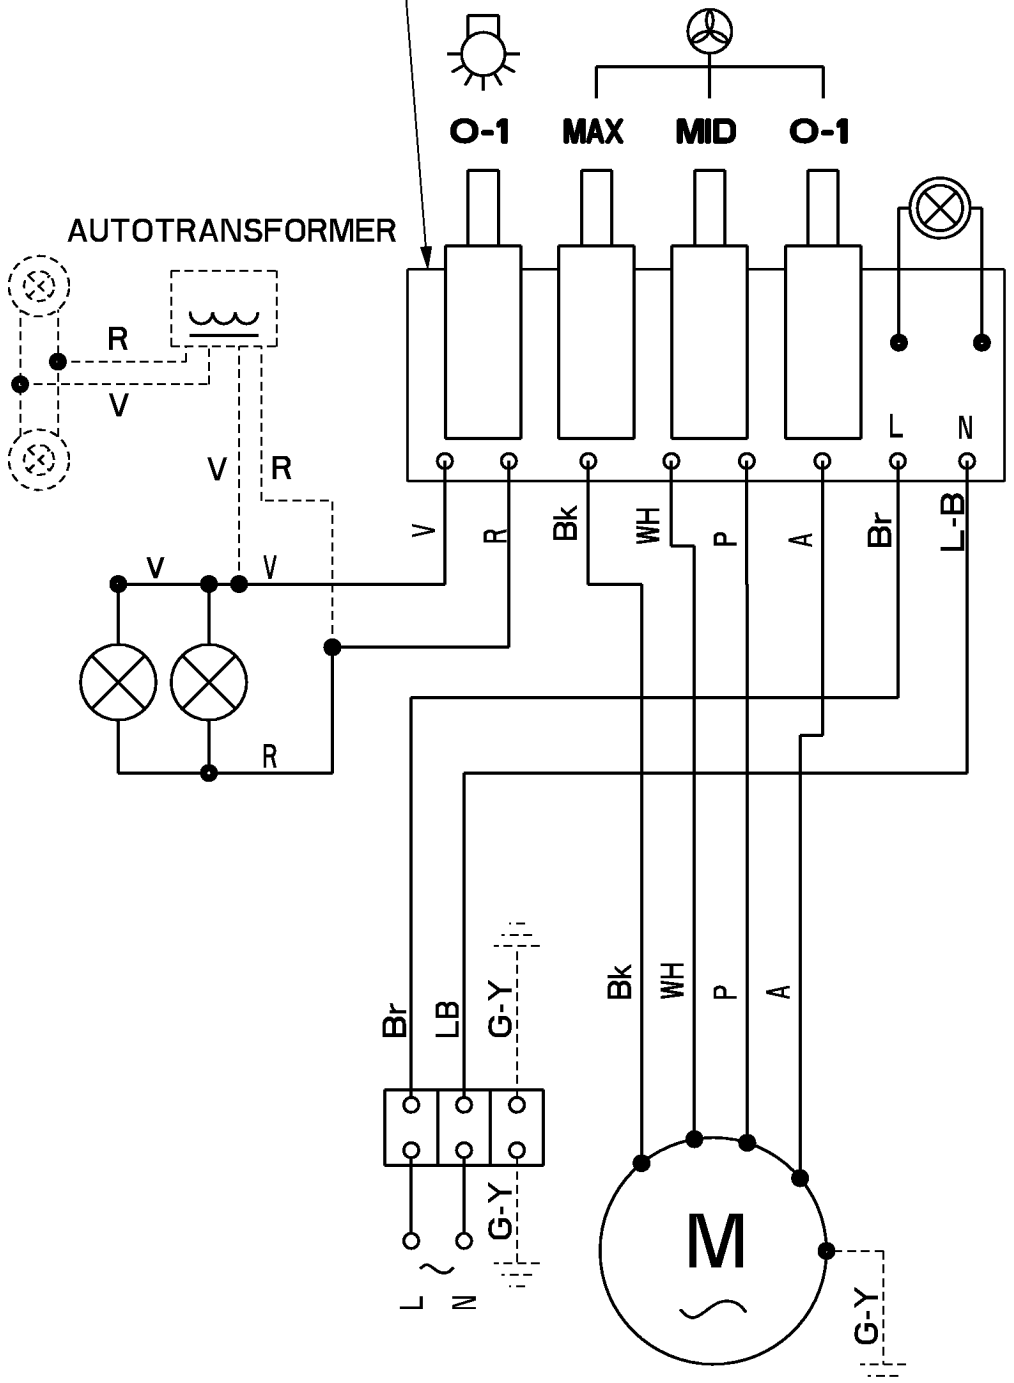 O-1 MAX MID O-1
AUTOTRANSFORMER
R
V
V R
L N
V R Bk WH P A Br L-B
V V
R
Br LB G-Y Bk WH P A
G-Y
M
L N
G-Y